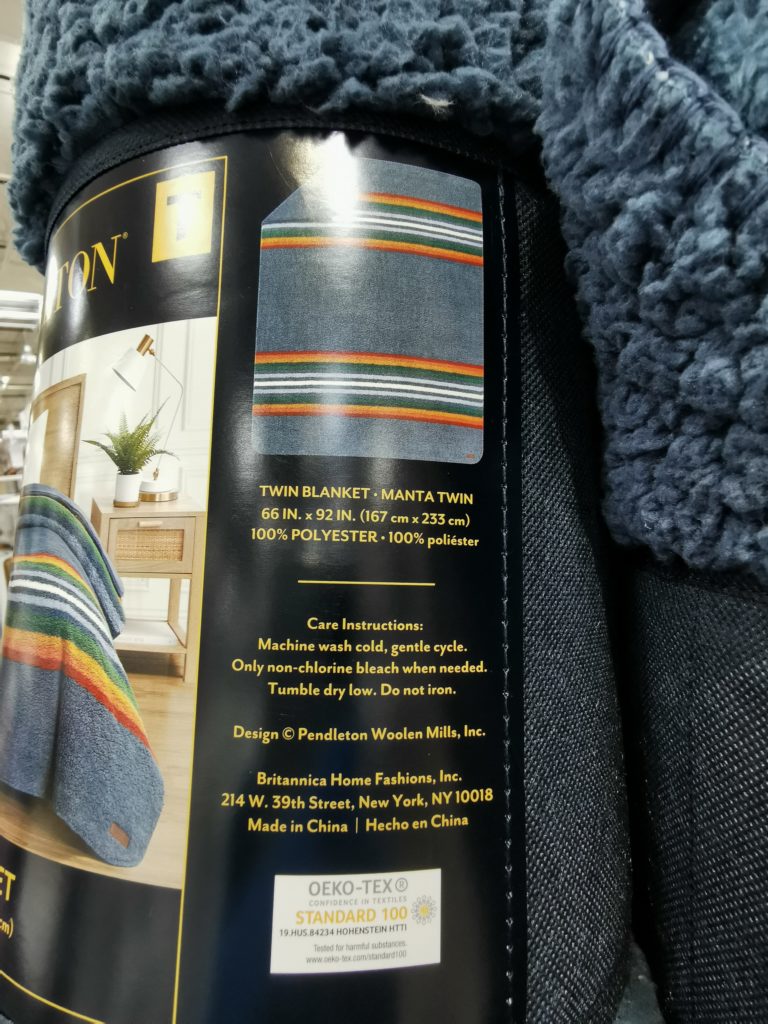 TON®
T
TWIN BLANKET · MANTA TWIN
66 IN. x 92 IN. (167 cm x 233 cm)
100% POLYESTER · 100% poliéster
Care Instructions:
Machine wash cold, gentle cycle.
Only non-chlorine bleach when needed.
Tumble dry low. Do not iron.
Design © Pendleton Woolen Mills, Inc.
Britannica Home Fashions, Inc.
214 W. 39th Street, New York, NY 10018
Made in China | Hecho en China
ET
cm)
OEKO-TEX®
CONFIDENCE IN TEXTILES
STANDARD 100
19.HUS.84234 HOHENSTEIN HTTI
Tested for harmful substances.
www.oeko-tex.com/standard100